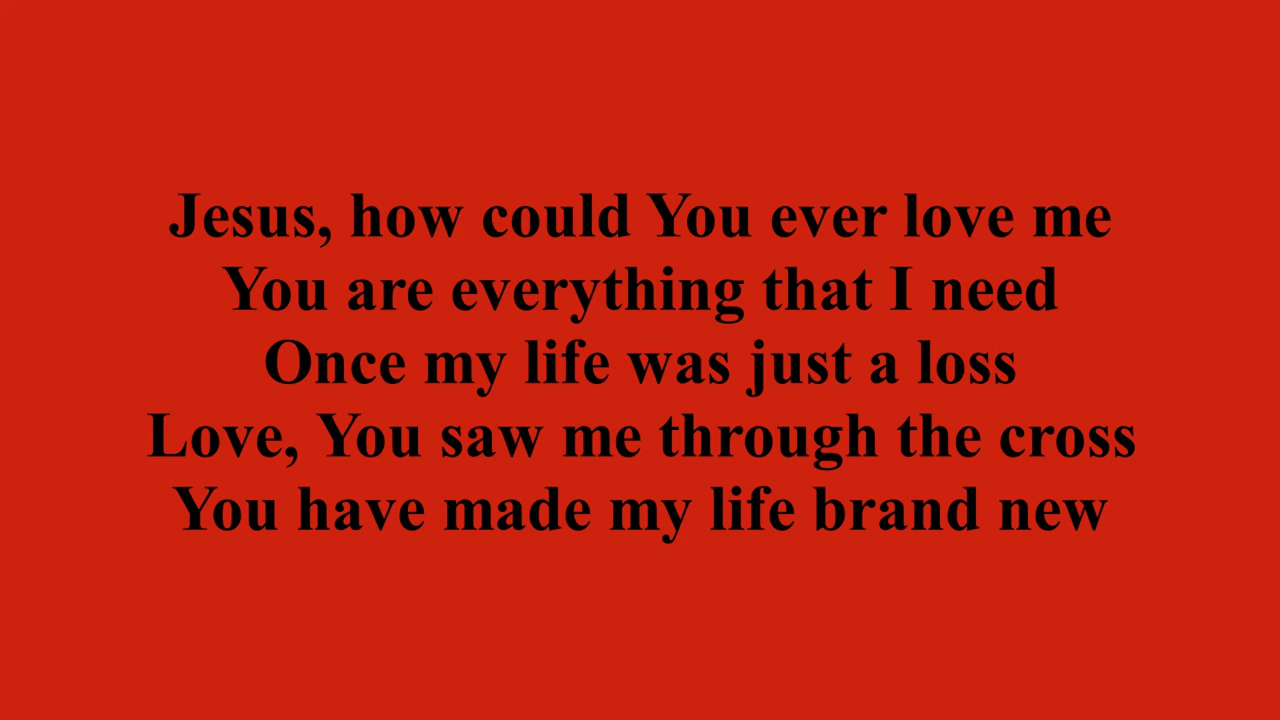 Jesus, how could You ever love me
You are everything that I need
Once my life was just a loss
Love, You saw me through the cross
You have made my life brand new